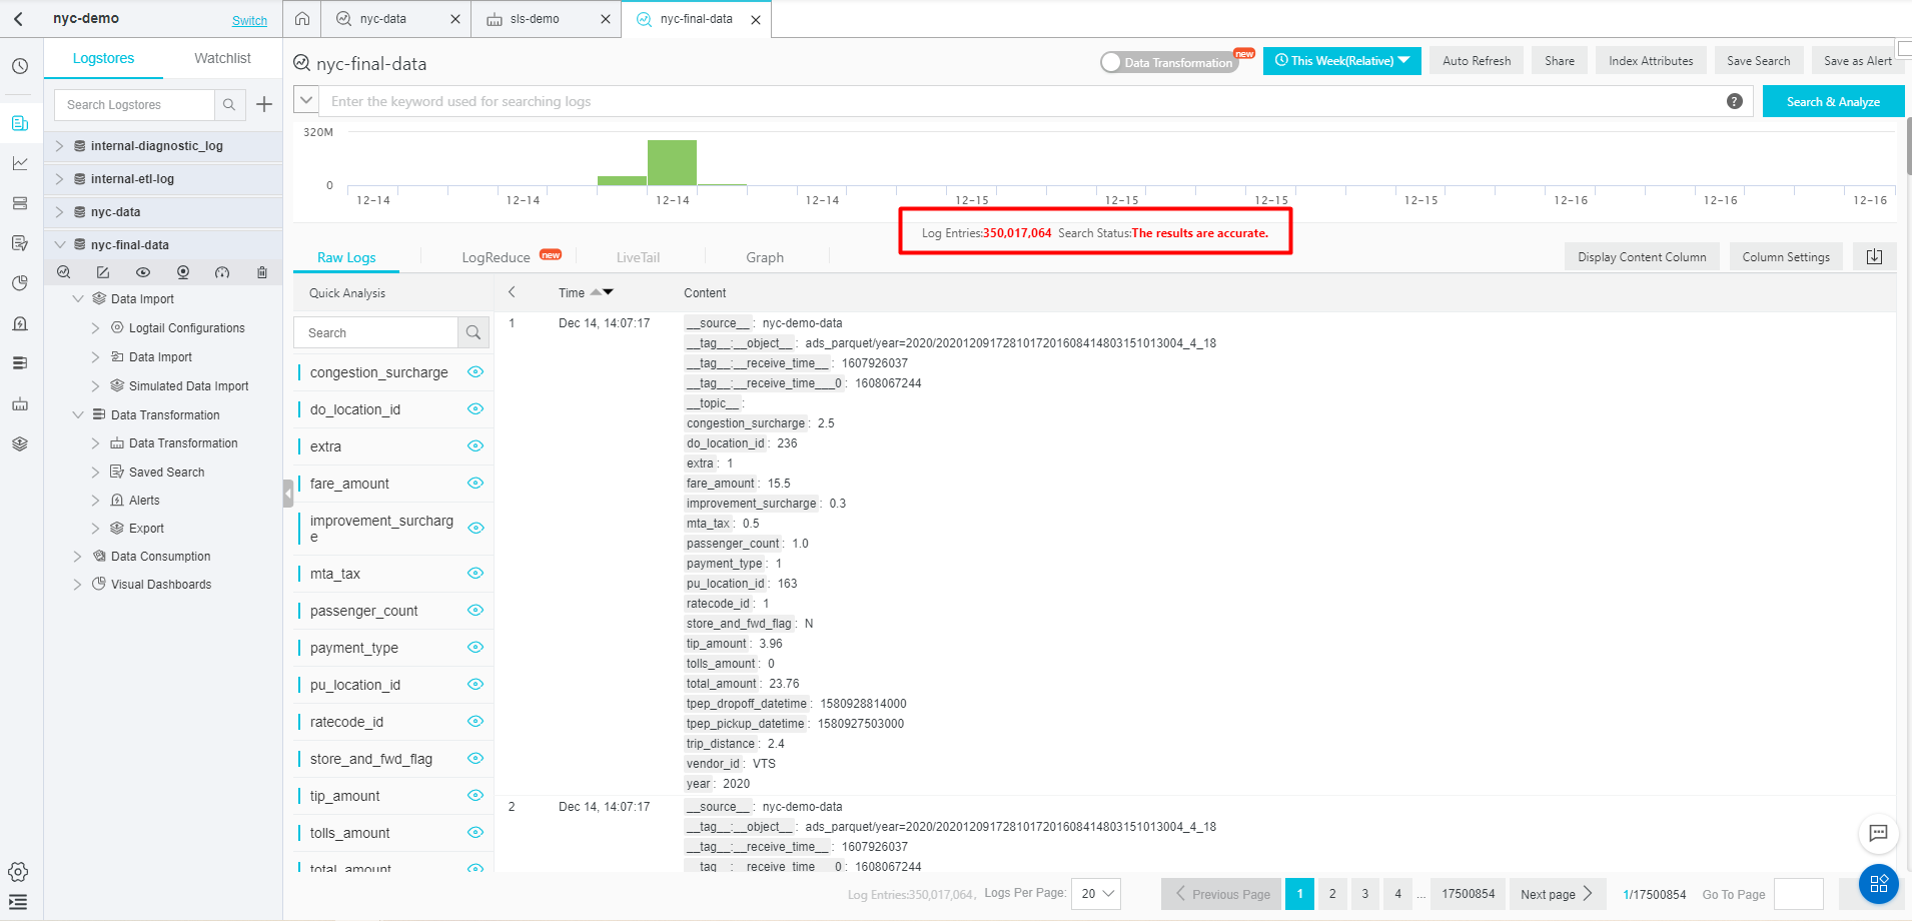 nyc-demo Switch
nyc-data sls-demo nyc-final-data
Logstores Watchlist
Search Logstores
internal-diagnostic_log
internal-etl-log
nyc-data
nyc-final-data
Data Import
Logtail Configurations
Data Import
Simulated Data Import
Data Transformation
Data Transformation
Saved Search
Alerts
Export
Data Consumption
Visual Dashboards
nyc-final-data
Data Transformation new This Week(Relative) Auto Refresh Share Index Attributes Save Search Save as Alert
Enter the keyword used for searching logs ? Search & Analyze
320M
0
12-14 12-14 12-14 12-14 12-15 12-15 12-15 12-15 12-16 12-16 12-16
Log Entries:350,017,064 Search Status:The results are accurate.
Raw Logs LogReduce new LiveTail Graph Display Content Column Column Settings
Quick Analysis
Search
congestion_surcharge
do_location_id
extra
fare_amount
improvement_surcharg
e
mta_tax
passenger_count
payment_type
pu_location_id
ratecode_id
store_and_fwd_flag
tip_amount
tolls_amount
total_amount
Time Content
1 Dec 14, 14:07:17 __source__ : nyc-demo-data
__tag__:__object__ : ads_parquet/year=2020/20201209172810172016084148031510​13004_4_18
__tag__:__receive_time__ : 1607926037
__tag__:__receive_time___0 : 1608067244
__topic__ :
congestion_surcharge : 2.5
do_location_id : 236
extra : 1
fare_amount : 15.5
improvement_surcharge : 0.3
mta_tax : 0.5
passenger_count : 1.0
payment_type : 1
pu_location_id : 163
ratecode_id : 1
store_and_fwd_flag : N
tip_amount : 3.96
tolls_amount : 0
total_amount : 23.76
tpep_dropoff_datetime : 1580928814000
tpep_pickup_datetime : 1580927503000
trip_distance : 2.4
vendor_id : VTS
year : 2020
2 Dec 14, 14:07:17 __source__ : nyc-demo-data
__tag__:__object__ : ads_parquet/year=2020/20201209172810172016084148031510​13004_4_18
__tag__:__receive_time__ : 1607926037
__tag__:__receive_time___0 : 1608067244
Log Entries:350,017,064, Logs Per Page: 20 Previous Page 1 2 3 4 ... 17500854 Next page 1/17500854 Go To Page